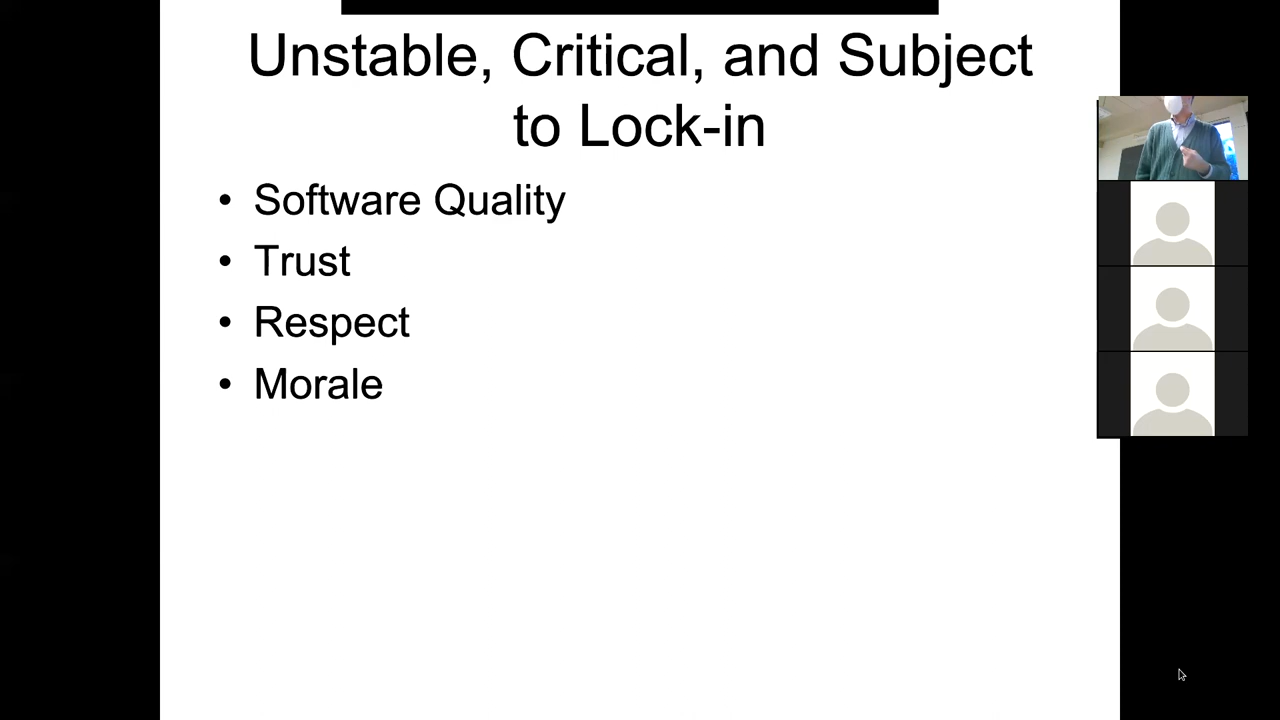 Unstable, Critical, and Subject
to Lock-in
• Software Quality
• Trust
• Respect
• Morale